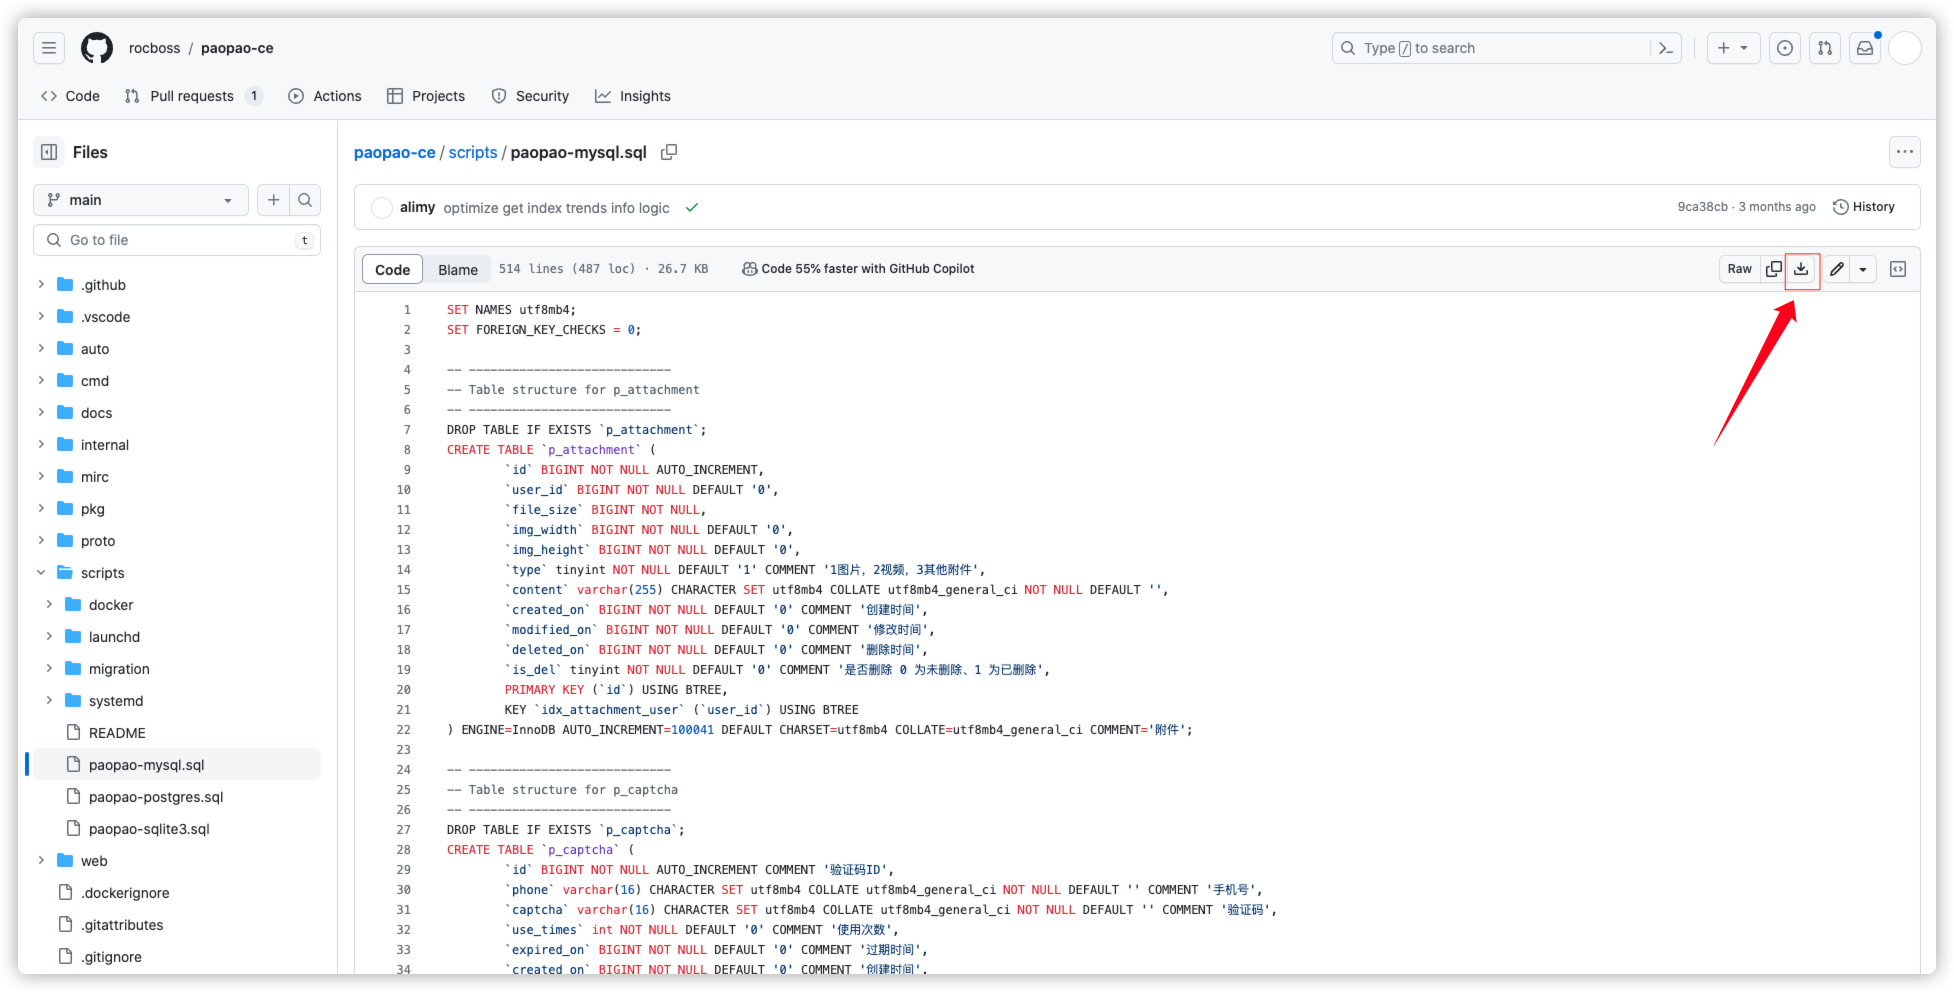 rocboss / paopao-ce
Type / to search
Code
Pull requests 1
Actions
Projects
Security
Insights
Files
main
Go to file
t
.github
.vscode
auto
cmd
docs
internal
mirc
pkg
proto
scripts
docker
launchd
migration
systemd
README
paopao-mysql.sql
paopao-postgres.sql
paopao-sqlite3.sql
web
.dockerignore
.gitattributes
.gitignore
paopao-ce / scripts / paopao-mysql.sql
alimy optimize get index trends info logic
9ca38cb · 3 months ago
History
Code
Blame
514 lines (487 loc) · 26.7 KB
Code 55% faster with GitHub Copilot
Raw
1 SET NAMES utf8mb4;
2 SET FOREIGN_KEY_CHECKS = 0;
3
4 -- ----------------------------
5 -- Table structure for p_attachment
6 -- ----------------------------
7 DROP TABLE IF EXISTS `p_attachment`;
8 CREATE TABLE `p_attachment` (
9 `id` BIGINT NOT NULL AUTO_INCREMENT,
10 `user_id` BIGINT NOT NULL DEFAULT '0',
11 `file_size` BIGINT NOT NULL,
12 `img_width` BIGINT NOT NULL DEFAULT '0',
13 `img_height` BIGINT NOT NULL DEFAULT '0',
14 `type` tinyint NOT NULL DEFAULT '1' COMMENT '1图片，2视频，3其他附件',
15 `content` varchar(255) CHARACTER SET utf8mb4 COLLATE utf8mb4_general_ci NOT NULL DEFAULT '',
16 `created_on` BIGINT NOT NULL DEFAULT '0' COMMENT '创建时间',
17 `modified_on` BIGINT NOT NULL DEFAULT '0' COMMENT '修改时间',
18 `deleted_on` BIGINT NOT NULL DEFAULT '0' COMMENT '删除时间',
19 `is_del` tinyint NOT NULL DEFAULT '0' COMMENT '是否删除 0 为未删除、1 为已删除',
20 PRIMARY KEY (`id`) USING BTREE,
21 KEY `idx_attachment_user` (`user_id`) USING BTREE
22 ) ENGINE=InnoDB AUTO_INCREMENT=100041 DEFAULT CHARSET=utf8mb4 COLLATE=utf8mb4_general_ci COMMENT='附件';
23
24 -- ----------------------------
25 -- Table structure for p_captcha
26 -- ----------------------------
27 DROP TABLE IF EXISTS `p_captcha`;
28 CREATE TABLE `p_captcha` (
29 `id` BIGINT NOT NULL AUTO_INCREMENT COMMENT '验证码ID',
30 `phone` varchar(16) CHARACTER SET utf8mb4 COLLATE utf8mb4_general_ci NOT NULL DEFAULT '' COMMENT '手机号',
31 `captcha` varchar(16) CHARACTER SET utf8mb4 COLLATE utf8mb4_general_ci NOT NULL DEFAULT '' COMMENT '验证码',
32 `use_times` int NOT NULL DEFAULT '0' COMMENT '使用次数',
33 `expired_on` BIGINT NOT NULL DEFAULT '0' COMMENT '过期时间',
34 `created_on` BIGINT NOT NULL DEFAULT '0' COMMENT '创建时间',